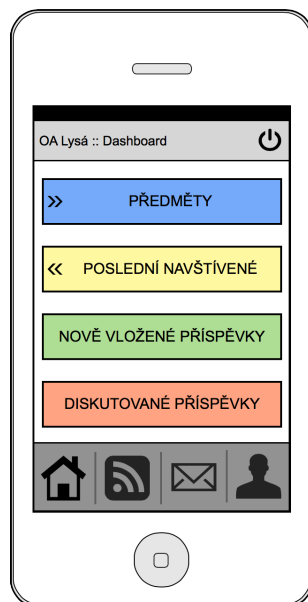 OA Lysá :: Dashboard
» PŘEDMĚTY
« POSLEDNÍ NAVŠTÍVENÉ
NOVĚ VLOŽENÉ PŘÍSPĚVKY
DISKUTOVANÉ PŘÍSPĚVKY